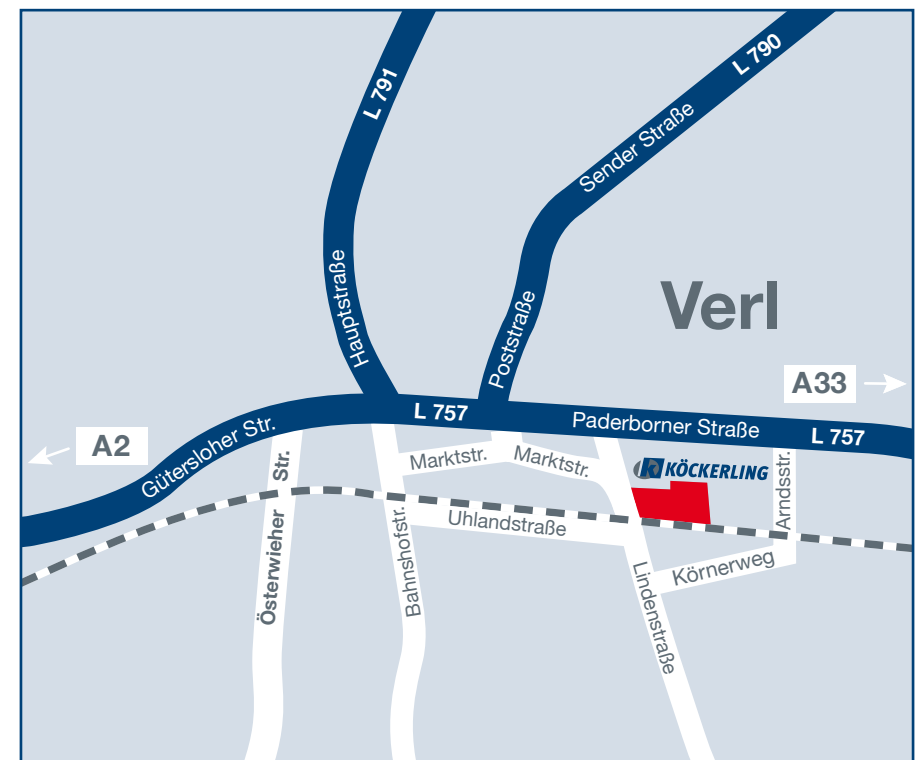 L 791
L 790
Sender Straße
Hauptstraße
Poststraße
Verl
A33
L 757
Paderborner Straße
L 757
A2
Gütersloher Str.
Marktstr.
Marktstr.
KÖCKERLING
Österwieher Str.
Bahnshofstr.
Uhlandstraße
Arndsstr.
Körnerweg
Lindenstraße